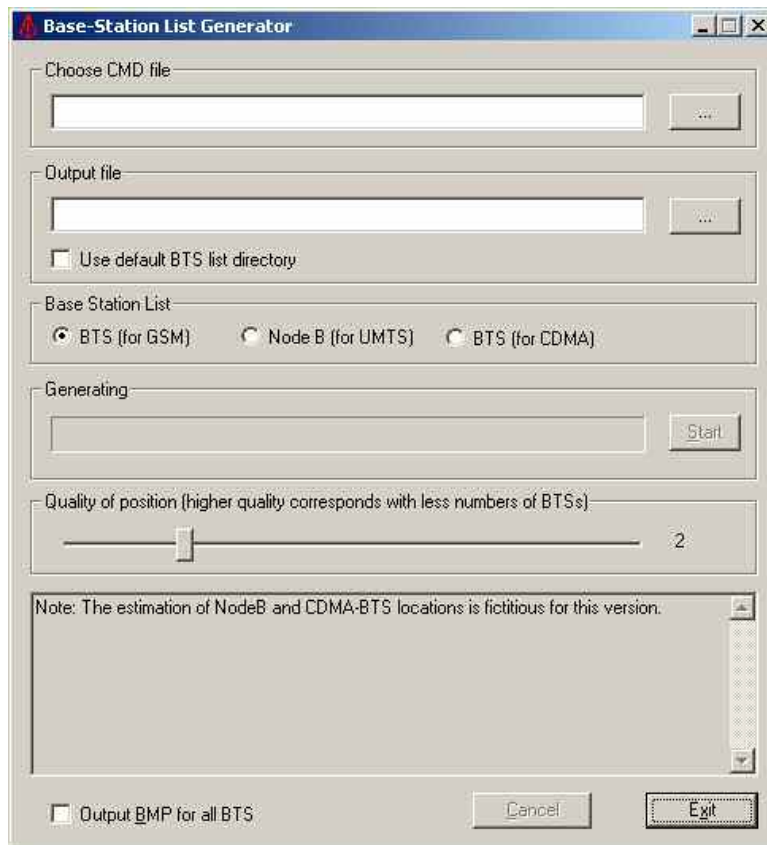 Base-Station List Generator
Choose CMD file
...
Output file
...
Use default BTS list directory
Base Station List
BTS (for GSM) Node B (for UMTS) BTS (for CDMA)
Generating
Start
Quality of position (higher quality corresponds with less numbers of BTSs)
2
Note: The estimation of NodeB and CDMA-BTS locations is fictitious for this version.
Output BMP for all BTS Cancel Exit